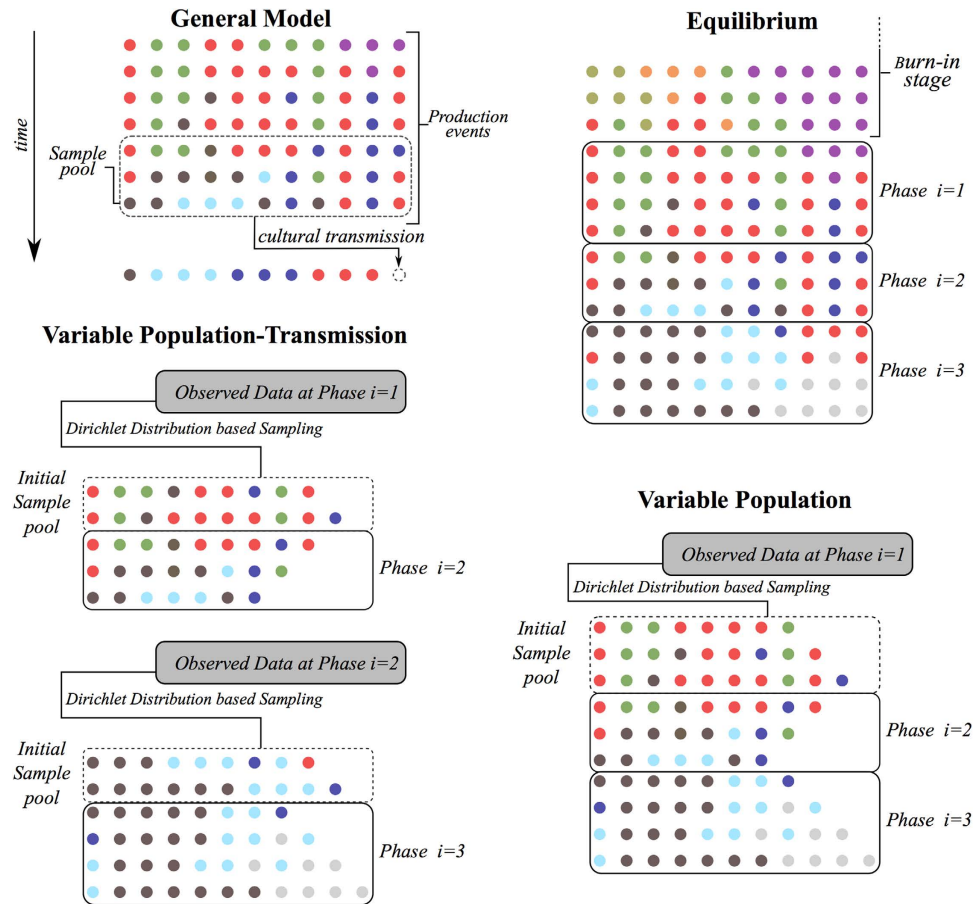 General Model
time
Sample
pool
Production
events
cultural transmission
Equilibrium
Burn-in
stage
Phase i=1
Phase i=2
Phase i=3
Variable Population-Transmission
Observed Data at Phase i=1
Dirichlet Distribution based Sampling
Initial
Sample
pool
Phase i=2
Observed Data at Phase i=2
Dirichlet Distribution based Sampling
Initial
Sample
pool
Phase i=3
Variable Population
Observed Data at Phase i=1
Dirichlet Distribution based Sampling
Initial
Sample
pool
Phase i=2
Phase i=3